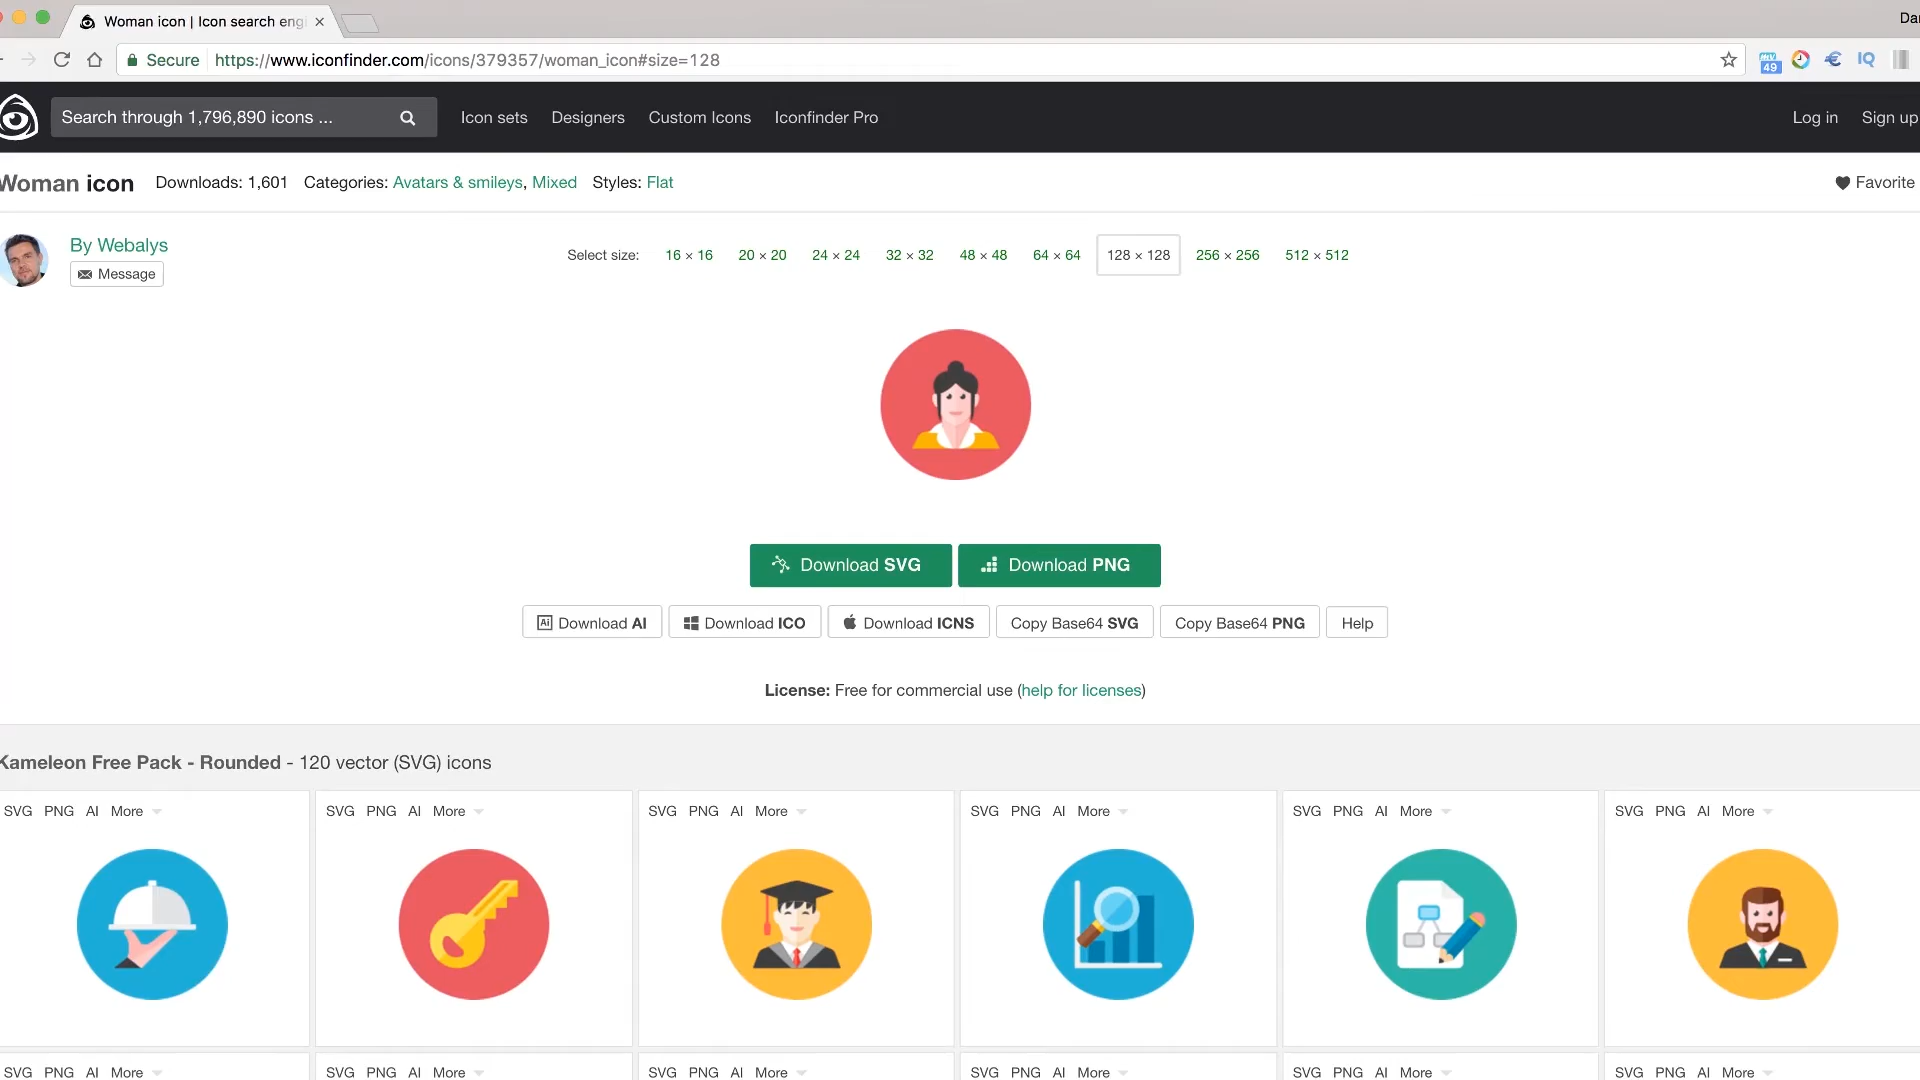 Woman icon | Icon search engi
Da
Secure https://www.iconfinder.com/icons/379357/woman_icon#size=128
49 IQ
Search through 1,796,890 icons ... Icon sets Designers Custom Icons Iconfinder Pro Log in Sign up
Woman icon Downloads: 1,601 Categories: Avatars & smileys, Mixed Styles: Flat Favorite
By Webalys
Message
Select size: 16 × 16 20 × 20 24 × 24 32 × 32 48 × 48 64 × 64 128 × 128 256 × 256 512 × 512
Download SVG Download PNG
Ai Download AI Download ICO Download ICNS Copy Base64 SVG Copy Base64 PNG Help
License: Free for commercial use (help for licenses)
Kameleon Free Pack - Rounded - 120 vector (SVG) icons
SVG PNG AI More SVG PNG AI More SVG PNG AI More SVG PNG AI More SVG PNG AI More SVG PNG AI More
SVG PNG AI More SVG PNG AI More SVG PNG AI More SVG PNG AI More SVG PNG AI More SVG PNG AI More